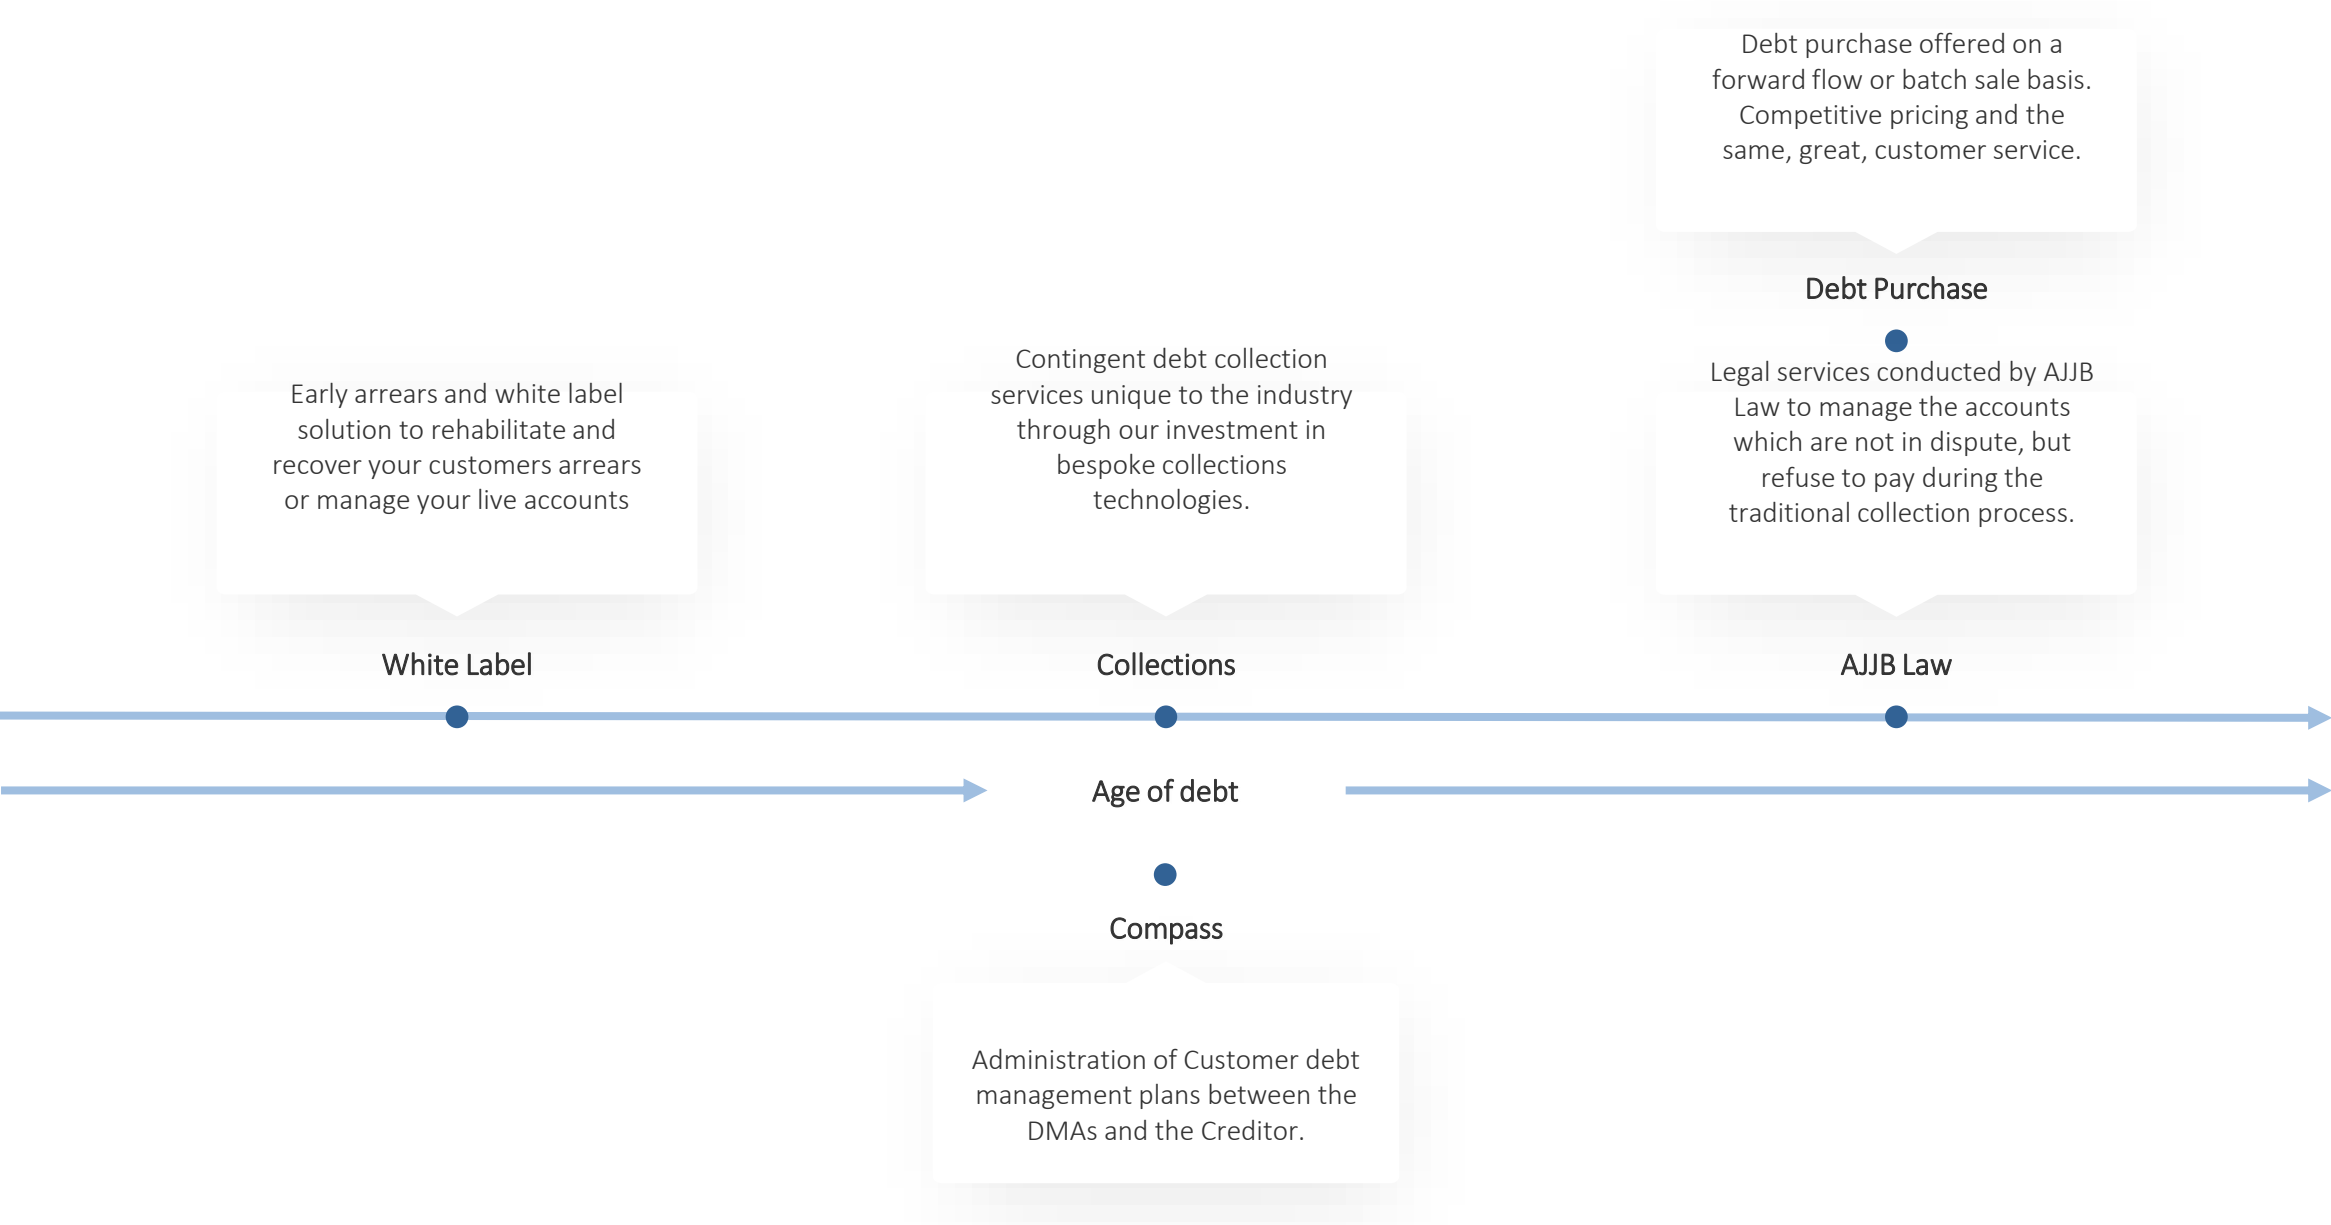 Debt purchase offered on a
forward flow or batch sale basis.
Competitive pricing and the
same, great, customer service.
Debt Purchase
Early arrears and white label
solution to rehabilitate and
recover your customers arrears
or manage your live accounts
White Label
Contingent debt collection
services unique to the industry
through our investment in
bespoke collections
technologies.
Collections
Legal services conducted by AJJB
Law to manage the accounts
which are not in dispute, but
refuse to pay during the
traditional collection process.
AJJB Law
Age of debt
Compass
Administration of Customer debt
management plans between the
DMAs and the Creditor.